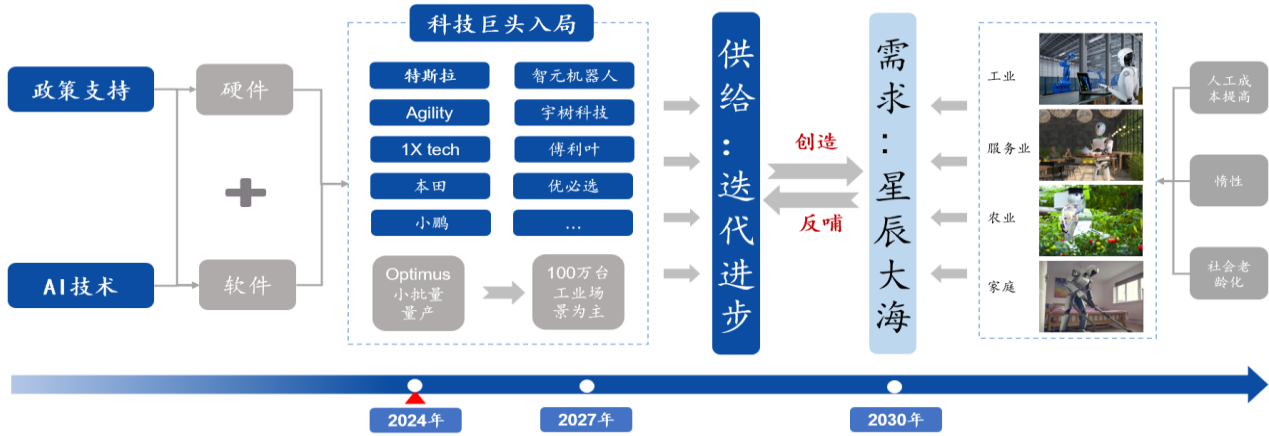 政策支持
AI技术
硬件
软件
科技巨头入局
特斯拉
智元机器人
Agility
宇树科技
1X tech
傅利叶
本田
优必选
小鹏
...
Optimus
小批量
量产
100万台
工业场
景为主
供给：迭代进步
创造
反哺
需求：星辰大海
工业
服务业
农业
家庭
人工成
本提高
惰性
社会老
龄化
2024年
2027年
2030年